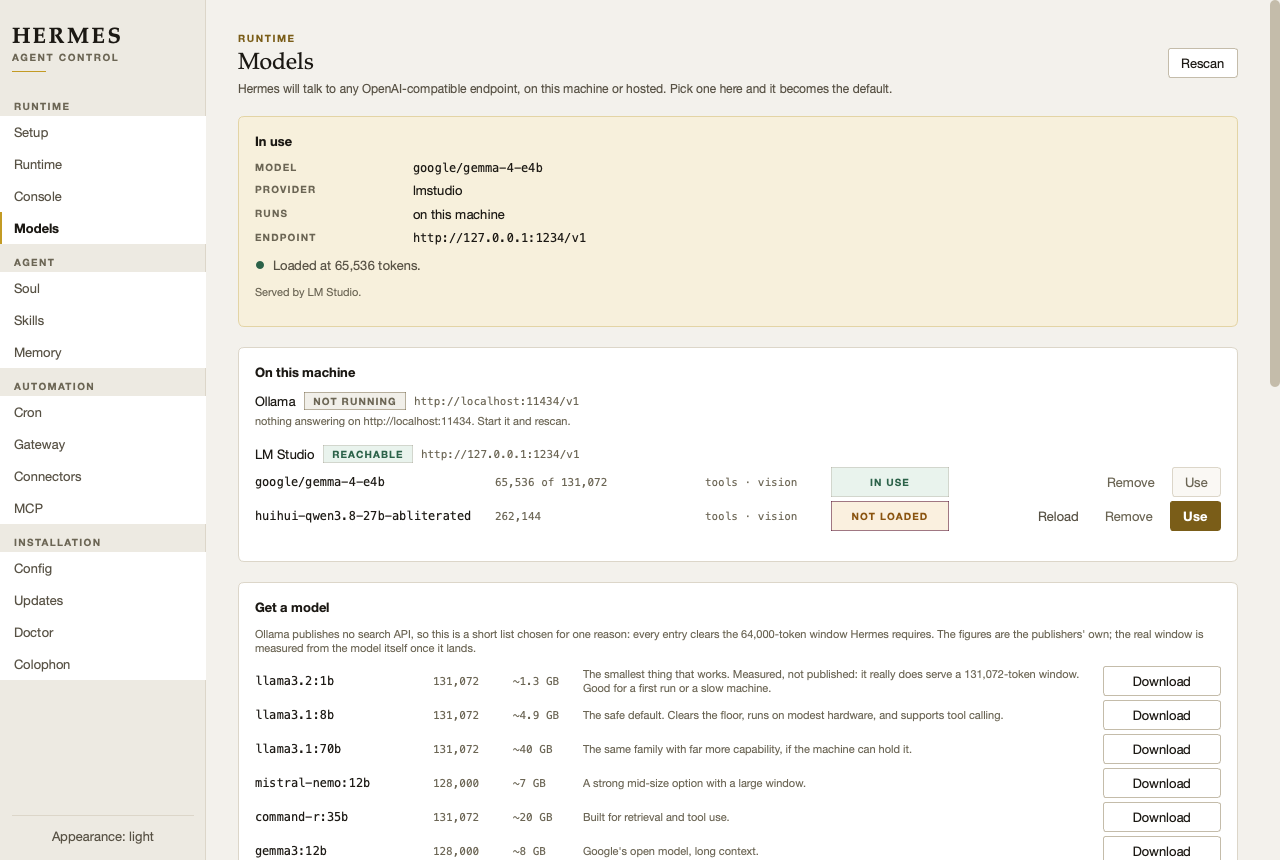 HERMES
AGENT CONTROL
RUNTIME
Setup
Runtime
Console
Models
AGENT
Soul
Skills
Memory
AUTOMATION
Cron
Gateway
Connectors
MCP
INSTALLATION
Config
Updates
Doctor
Colophon
Appearance: light
RUNTIME
Models
Rescan
Hermes will talk to any OpenAI-compatible endpoint, on this machine or hosted. Pick one here and it becomes the default.
In use
MODEL google/gemma-4-e4b
PROVIDER lmstudio
RUNS on this machine
ENDPOINT http://127.0.0.1:1234/v1
Loaded at 65,536 tokens.
Served by LM Studio.
On this machine
Ollama NOT RUNNING http://localhost:11434/v1
nothing answering on http://localhost:11434. Start it and rescan.
LM Studio REACHABLE http://127.0.0.1:1234/v1
google/gemma-4-e4b 65,536 of 131,072 tools · vision IN USE Remove Use
huihui-qwen3.8-27b-abliterated 262,144 tools · vision NOT LOADED Reload Remove Use
Get a model
Ollama publishes no search API, so this is a short list chosen for one reason: every entry clears the 64,000-token window Hermes requires. The figures are the publishers' own; the real window is
measured from the model itself once it lands.
llama3.2:1b 131,072 ~1.3 GB The smallest thing that works. Measured, not published: it really does serve a 131,072-token window.
Good for a first run or a slow machine. Download
llama3.1:8b 131,072 ~4.9 GB The safe default. Clears the floor, runs on modest hardware, and supports tool calling. Download
llama3.1:70b 131,072 ~40 GB The same family with far more capability, if the machine can hold it. Download
mistral-nemo:12b 128,000 ~7 GB A strong mid-size option with a large window. Download
command-r:35b 131,072 ~20 GB Built for retrieval and tool use. Download
gemma3:12b 128,000 ~8 GB Google's open model, long context. Download